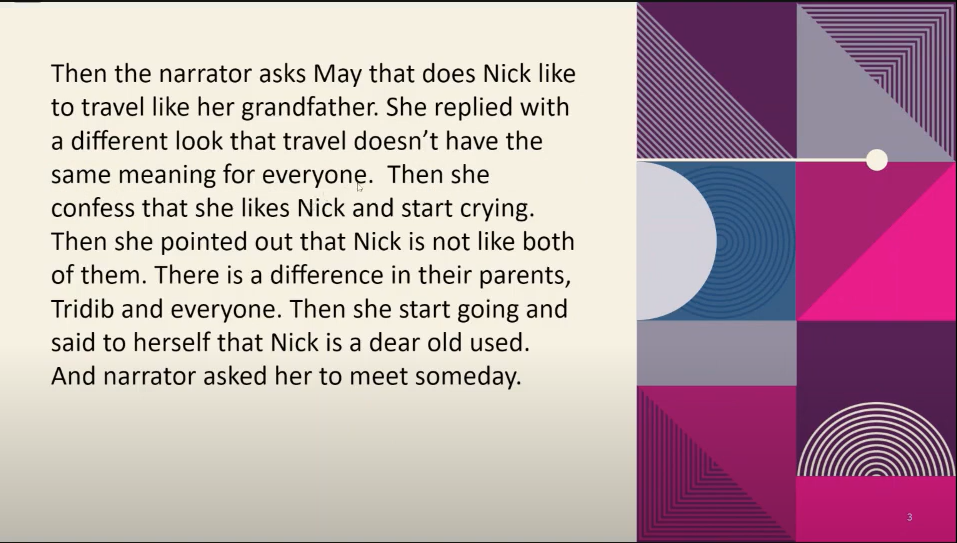 Then the narrator asks May that does Nick like
to travel like her grandfather. She replied with
a different look that travel doesn’t have the
same meaning for everyone.  Then she
confess that she likes Nick and start crying.
Then she pointed out that Nick is not like both
of them. There is a difference in their parents,
Tridib and everyone. Then she start going and
said to herself that Nick is a dear old used.
And narrator asked her to meet someday.
3